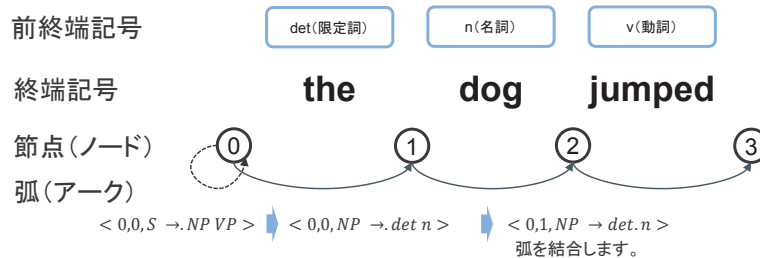 前終端記号 det(限定詞) n(名詞) v(動詞)
終端記号 the dog jumped
節点(ノード) 0 1 2 3
弧(アーク)
< 0,0, S →. NP VP > < 0,0, NP →. det n > < 0,1, NP → det. n >
弧を結合します。